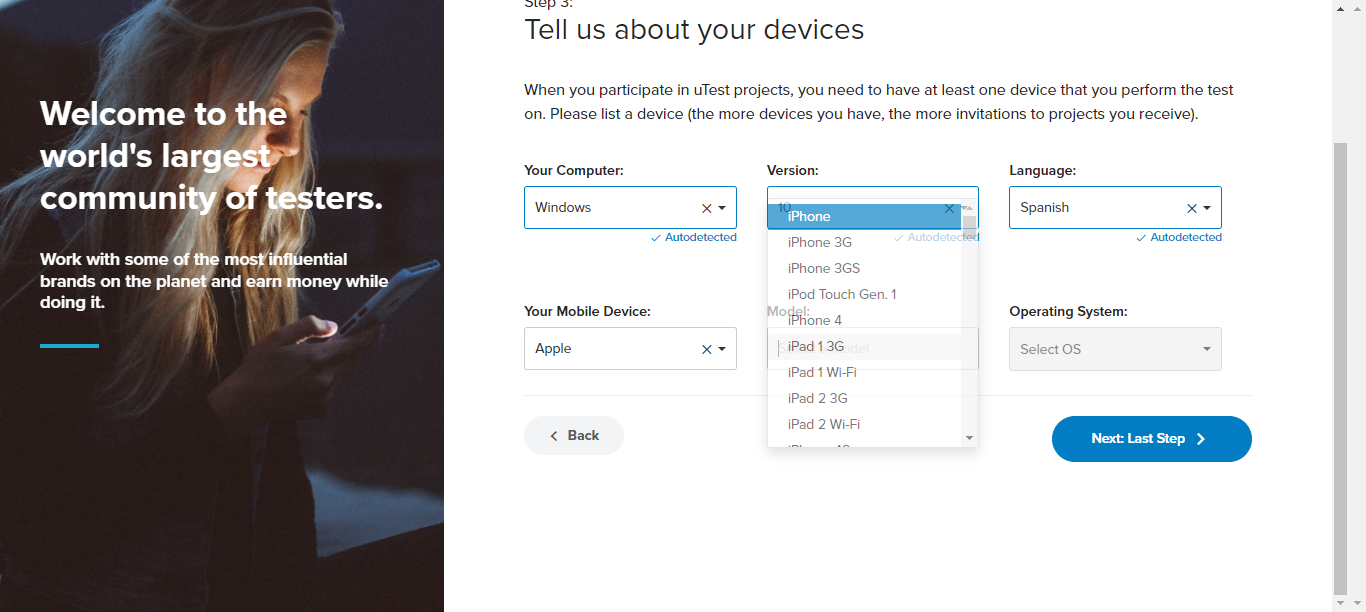 Step 3:
Tell us about your devices
Welcome to the
world's largest
community of testers.
Work with some of the most influential
brands on the planet and earn money while
doing it.
When you participate in uTest projects, you need to have at least one device that you perform the test
on. Please list a device (the more devices you have, the more invitations to projects you receive).
Your Computer:
Version:
Language:
Windows
10
Spanish
Autodetected
Autodetected
Autodetected
iPhone
iPhone 3G
iPhone 3GS
iPod Touch Gen. 1
iPhone 4
iPad 1 3G
iPad 1 Wi-Fi
iPad 2 3G
iPad 2 Wi-Fi
Your Mobile Device:
Model:
Operating System:
Apple
Select OS
Back
Next: Last Step